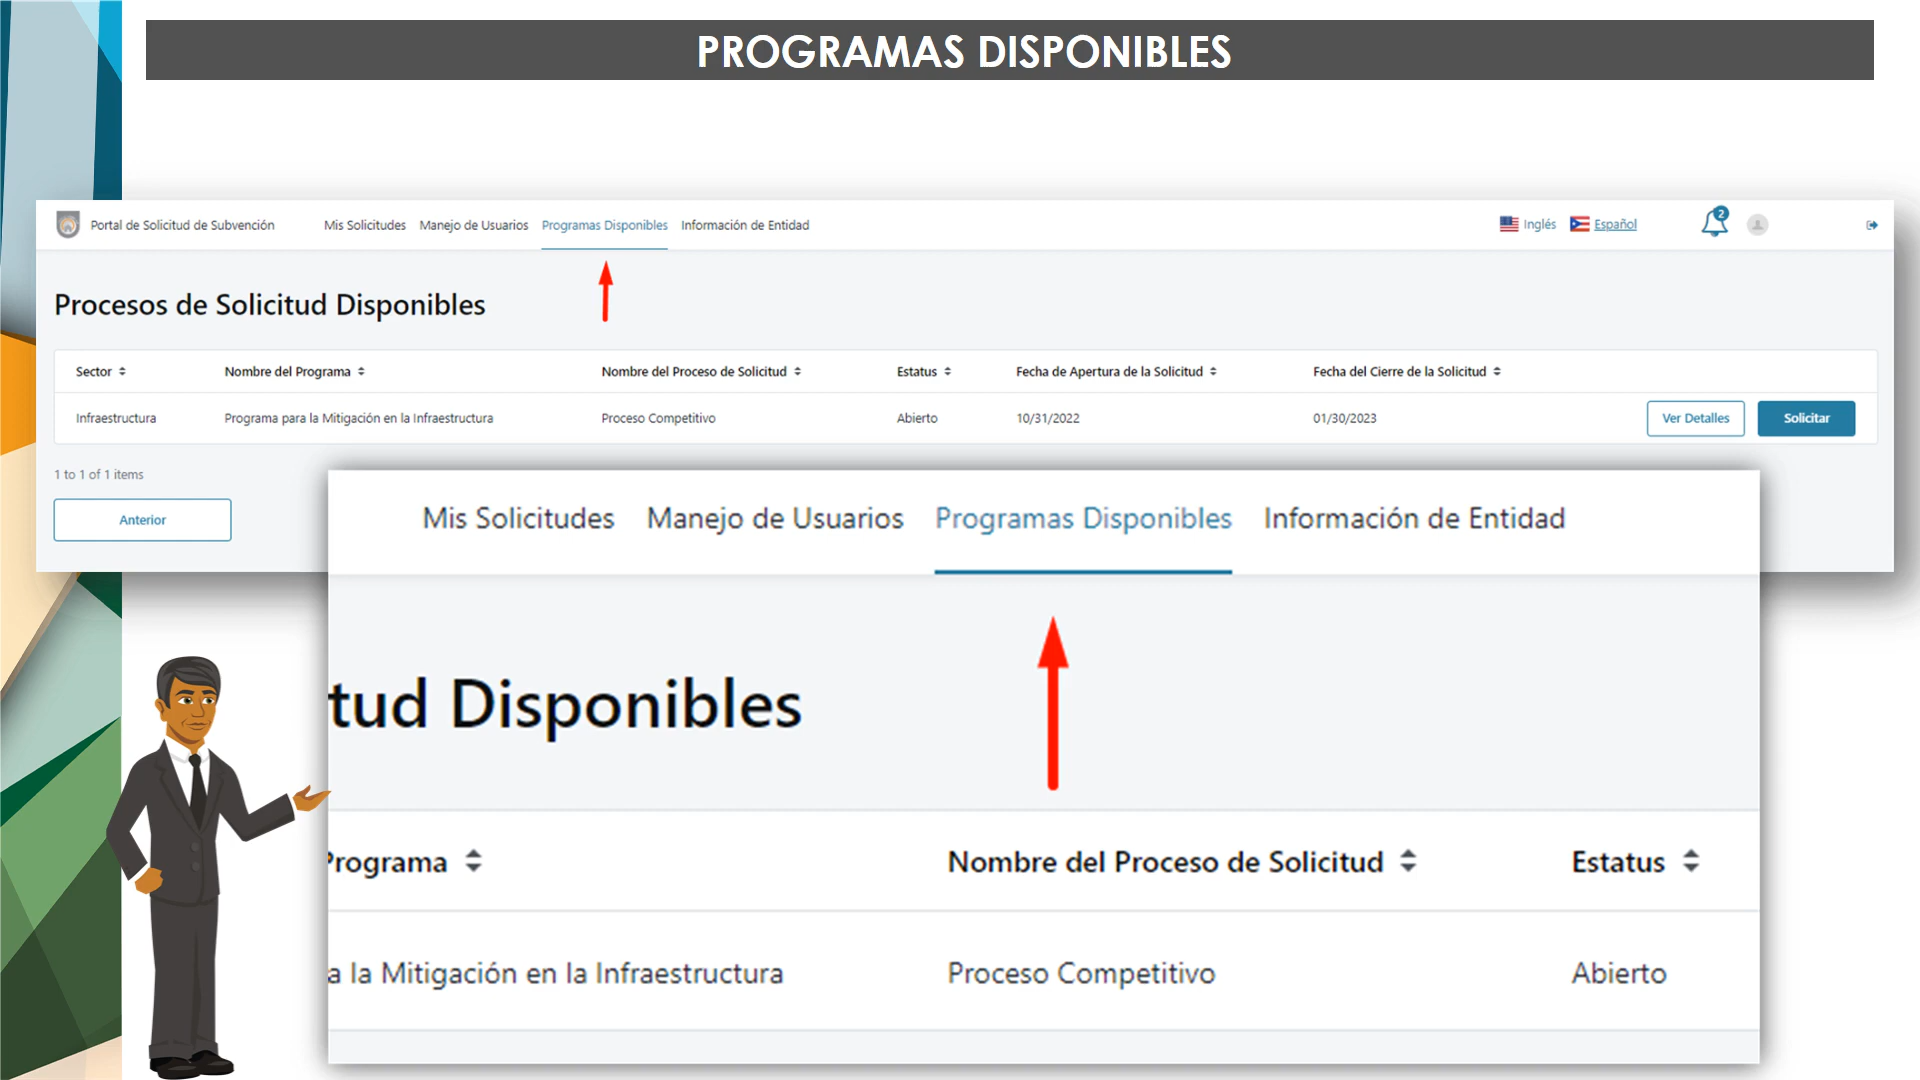 PROGRAMAS DISPONIBLES
Portal de Solicitud de Subvención Mis Solicitudes Manejo de Usuarios Programas Disponibles Información de Entidad Inglés Español 2
Procesos de Solicitud Disponibles
Sector Nombre del Programa Nombre del Proceso de Solicitud Estatus Fecha de Apertura de la Solicitud Fecha del Cierre de la Solicitud
Infraestructura Programa para la Mitigación en la Infraestructura Proceso Competitivo Abierto 10/31/2022 01/30/2023 Ver Detalles Solicitar
1 to 1 of 1 items
Anterior
Mis Solicitudes Manejo de Usuarios Programas Disponibles Información de Entidad
tud Disponibles
Programa Nombre del Proceso de Solicitud Estatus
a la Mitigación en la Infraestructura Proceso Competitivo Abierto